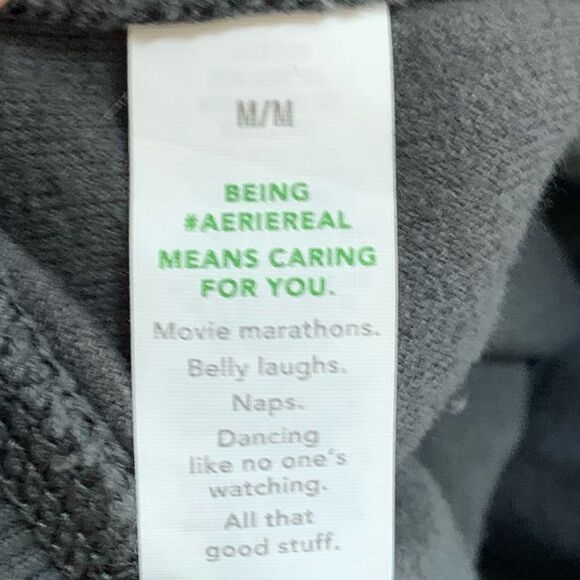 M/M
BEING
#AERIEREAL
MEANS CARING
FOR YOU.
Movie marathons.
Belly laughs.
Naps.
Dancing
like no one's
watching.
All that
good stuff.